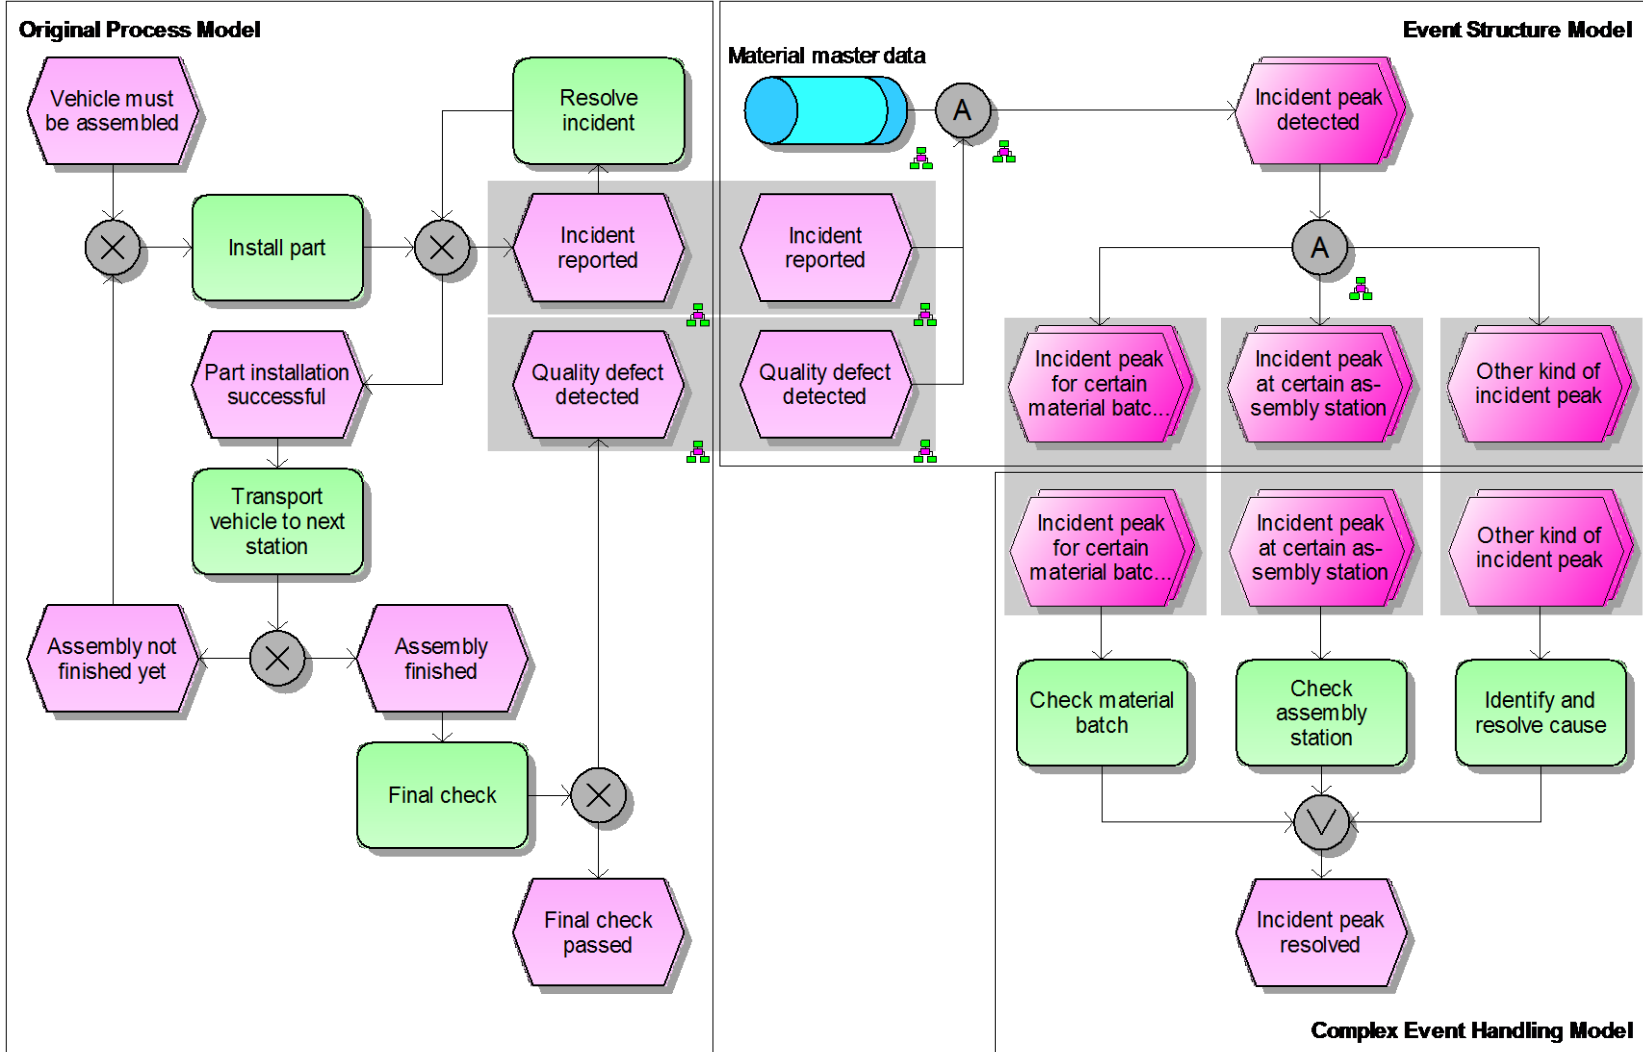 Original Process Model
Vehicle must
be assembled
Resolve
incident
Install part
Incident
reported
Part installation
successful
Quality defect
detected
Transport
vehicle to next
station
Assembly not
finished yet
Assembly
finished
Final check
Final check
passed
Event Structure Model
Material master data
A
Incident peak
detected
Incident
reported
A
Quality defect
detected
Incident peak
for certain
material batc...
Incident peak
at certain as-
sembly station
Other kind of
incident peak
Incident peak
for certain
material batc...
Incident peak
at certain as-
sembly station
Other kind of
incident peak
Check material
batch
Check
assembly
station
Identify and
resolve cause
Incident peak
resolved
Complex Event Handling Model